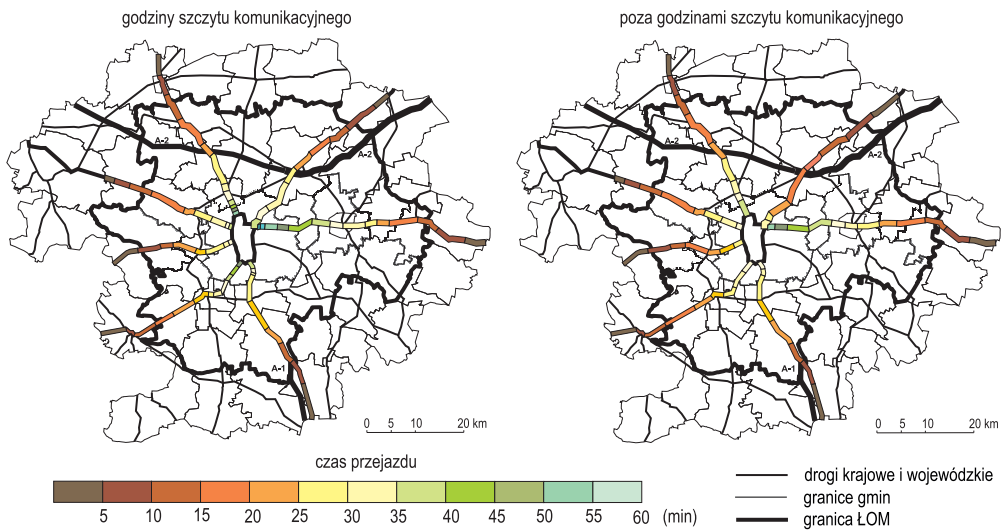 godziny szczytu komunikacyjnego
poza godzinami szczytu komunikacyjnego
A-2
A-2
A-1
0 5 10 20 km
A-2
A-2
A-1
0 5 10 20 km
czas przejazdu
5 10 15 20 25 30 35 40 45 50 55 60 (min)
drogi krajowe i wojewódzkie
granice gmin
granica ŁOM